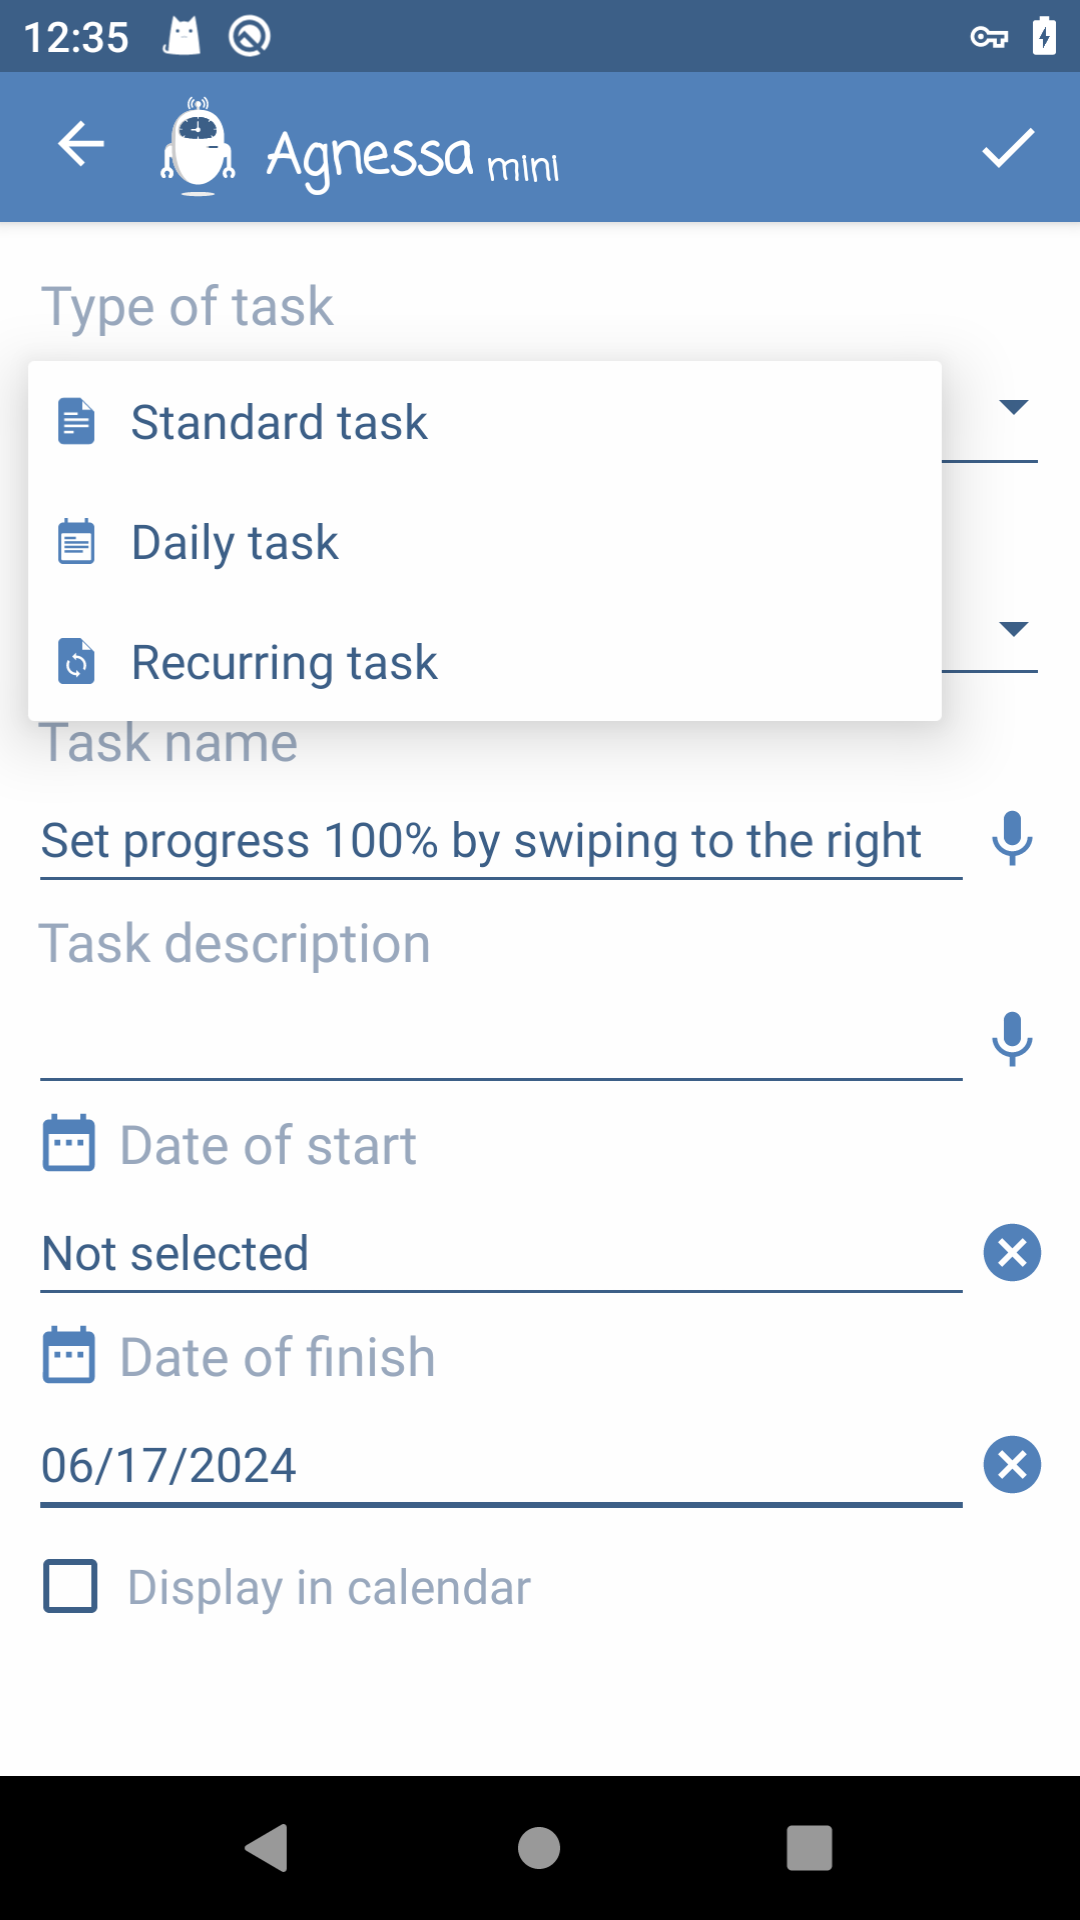 12:35
Agnessa mini
Type of task
Standard task
Daily task
Recurring task
Task name
Set progress 100% by swiping to the right
Task description
Date of start
Not selected
Date of finish
06/17/2024
Display in calendar